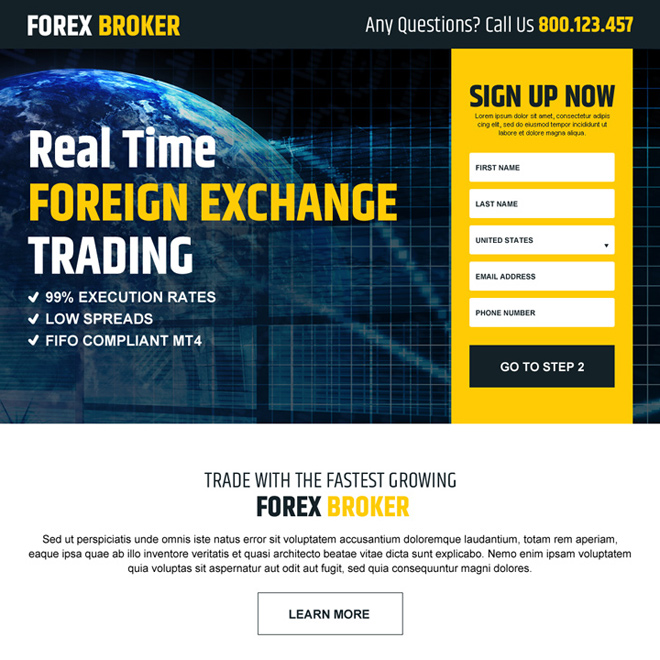 FOREX BROKER
Any Questions? Call Us 800.123.457
Real Time
FOREIGN EXCHANGE
TRADING
99% EXECUTION RATES
LOW SPREADS
FIFO COMPLIANT MT4
SIGN UP NOW
Lorem ipsum dolor sit amet, consectetur adipis
cing elit, sed do eiusmod tempor incididunt ut
labore et dolore magna aliqua.
FIRST NAME
LAST NAME
UNITED STATES
EMAIL ADDRESS
PHONE NUMBER
GO TO STEP 2
TRADE WITH THE FASTEST GROWING
FOREX BROKER
Sed ut perspiciatis unde omnis iste natus error sit voluptatem accusantium doloremque laudantium, totam rem aperiam,
eaque ipsa quae ab illo inventore veritatis et quasi architecto beatae vitae dicta sunt explicabo. Nemo enim ipsam voluptatem
quia voluptas sit aspernatur aut odit aut fugit, sed quia consequuntur magni dolores.
LEARN MORE